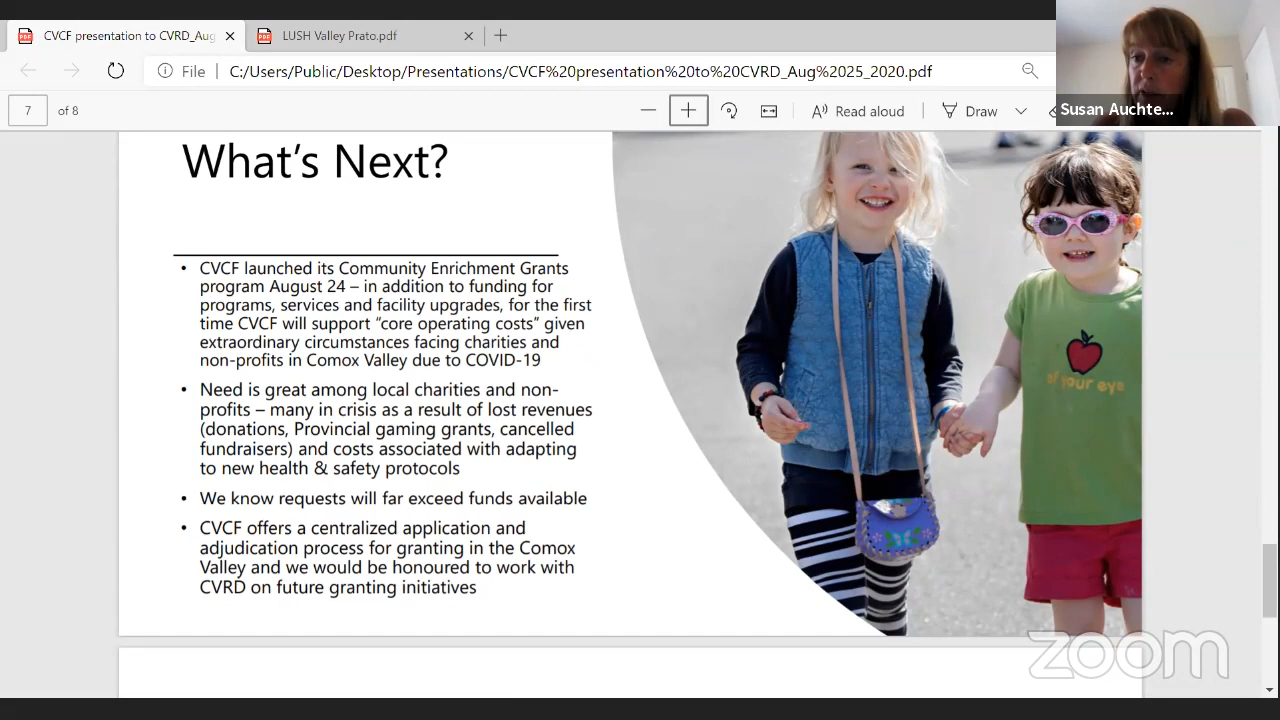 CVCF presentation to CVRD_Aug
LUSH Valley Prato.pdf
File
C:/Users/Public/Desktop/Presentations/CVCF%20presentation%20to%20CVRD_Aug%2025_2020.pdf
7 of 8
Read aloud
Draw
Susan Auchte...
What's Next?
• CVCF launched its Community Enrichment Grants
program August 24 – in addition to funding for
programs, services and facility upgrades, for the first
time CVCF will support "core operating costs" given
extraordinary circumstances facing charities and
non-profits in Comox Valley due to COVID-19
• Need is great among local charities and non-
profits – many in crisis as a result of lost revenues
(donations, Provincial gaming grants, cancelled
fundraisers) and costs associated with adapting
to new health & safety protocols
• We know requests will far exceed funds available
• CVCF offers a centralized application and
adjudication process for granting in the Comox
Valley and we would be honoured to work with
CVRD on future granting initiatives
of your eye
zoom